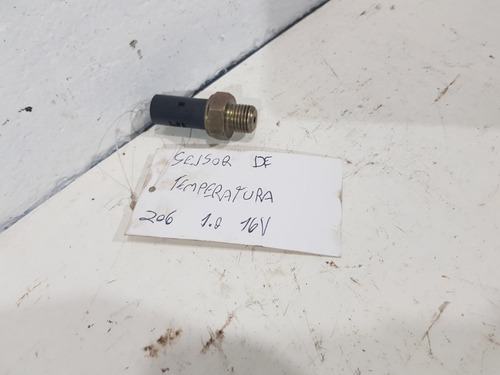 SENSOR DE
TEMPERATURA
206 1.0 16V